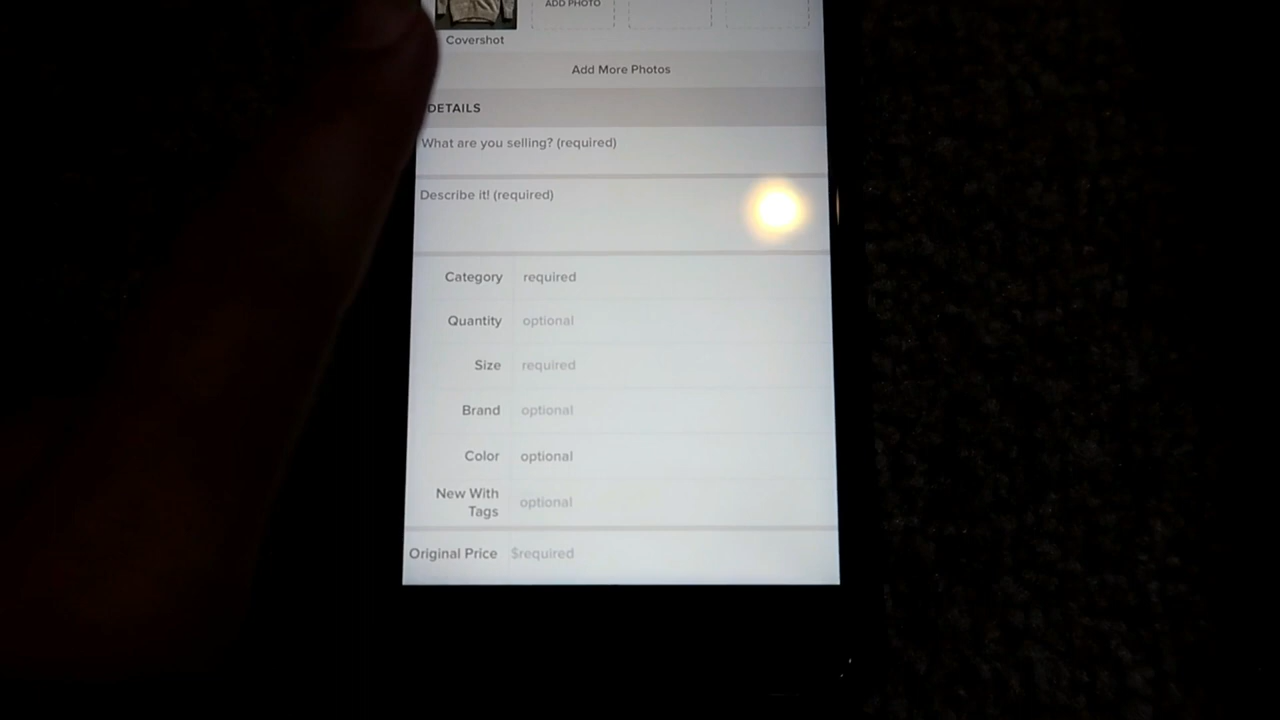 ADD PHOTO
Covershot
Add More Photos
DETAILS
What are you selling? (required)
Describe it! (required)
Category required
Quantity optional
Size required
Brand optional
Color optional
New With
Tags optional
Original Price $required